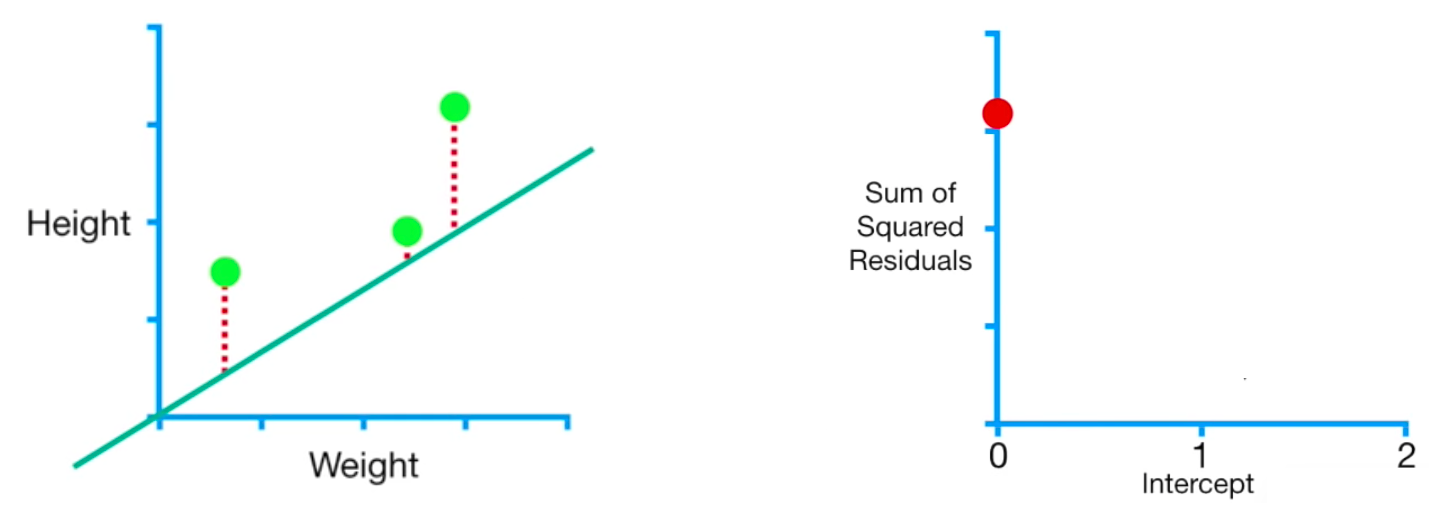 Height
Weight
Sum of
Squared
Residuals
0 1 2
Intercept